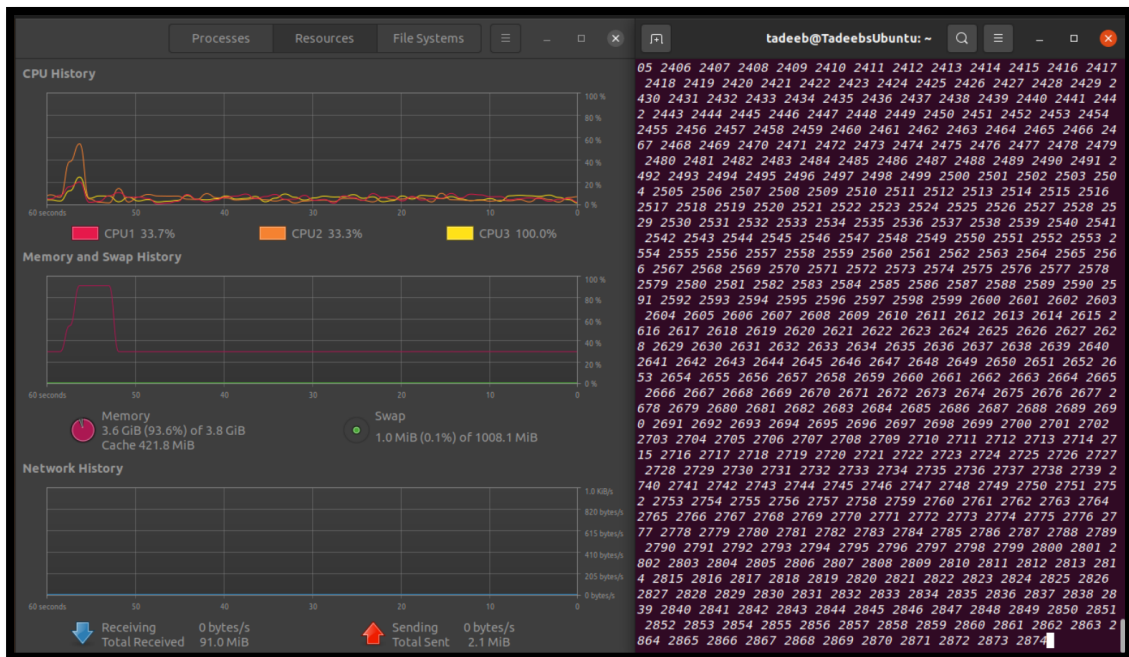 Processes Resources File Systems
CPU History
100 %
80 %
60 %
40 %
20 %
0 %
60 seconds 50 40 30 20 10 0
CPU1 33.7% CPU2 33.3% CPU3 100.0%
Memory and Swap History
100 %
80 %
60 %
40 %
20 %
0 %
60 seconds 50 40 30 20 10 0
Memory
3.6 GiB (93.6%) of 3.8 GiB
Cache 421.8 MiB
Swap
1.0 MiB (0.1%) of 1008.1 MiB
Network History
1.0 KiB/s
820 bytes/s
615 bytes/s
410 bytes/s
205 bytes/s
0 bytes/s
60 seconds 50 40 30 20 10 0
Receiving 0 bytes/s
Total Received 91.0 MiB
Sending 0 bytes/s
Total Sent 2.1 MiB
tadeeb@TadeebsUbuntu: ~
05 2406 2407 2408 2409 2410 2411 2412 2413 2414 2415 2416 2417
2418 2419 2420 2421 2422 2423 2424 2425 2426 2427 2428 2429 2
430 2431 2432 2433 2434 2435 2436 2437 2438 2439 2440 2441 244
2 2443 2444 2445 2446 2447 2448 2449 2450 2451 2452 2453 2454
2455 2456 2457 2458 2459 2460 2461 2462 2463 2464 2465 2466 24
67 2468 2469 2470 2471 2472 2473 2474 2475 2476 2477 2478 2479
2480 2481 2482 2483 2484 2485 2486 2487 2488 2489 2490 2491 2
492 2493 2494 2495 2496 2497 2498 2499 2500 2501 2502 2503 250
4 2505 2506 2507 2508 2509 2510 2511 2512 2513 2514 2515 2516
2517 2518 2519 2520 2521 2522 2523 2524 2525 2526 2527 2528 25
29 2530 2531 2532 2533 2534 2535 2536 2537 2538 2539 2540 2541
2542 2543 2544 2545 2546 2547 2548 2549 2550 2551 2552 2553 2
554 2555 2556 2557 2558 2559 2560 2561 2562 2563 2564 2565 256
6 2567 2568 2569 2570 2571 2572 2573 2574 2575 2576 2577 2578
2579 2580 2581 2582 2583 2584 2585 2586 2587 2588 2589 2590 25
91 2592 2593 2594 2595 2596 2597 2598 2599 2600 2601 2602 2603
2604 2605 2606 2607 2608 2609 2610 2611 2612 2613 2614 2615 2
616 2617 2618 2619 2620 2621 2622 2623 2624 2625 2626 2627 262
8 2629 2630 2631 2632 2633 2634 2635 2636 2637 2638 2639 2640
2641 2642 2643 2644 2645 2646 2647 2648 2649 2650 2651 2652 26
53 2654 2655 2656 2657 2658 2659 2660 2661 2662 2663 2664 2665
2666 2667 2668 2669 2670 2671 2672 2673 2674 2675 2676 2677 2
678 2679 2680 2681 2682 2683 2684 2685 2686 2687 2688 2689 269
0 2691 2692 2693 2694 2695 2696 2697 2698 2699 2700 2701 2702
2703 2704 2705 2706 2707 2708 2709 2710 2711 2712 2713 2714 27
15 2716 2717 2718 2719 2720 2721 2722 2723 2724 2725 2726 2727
2728 2729 2730 2731 2732 2733 2734 2735 2736 2737 2738 2739 2
740 2741 2742 2743 2744 2745 2746 2747 2748 2749 2750 2751 275
2 2753 2754 2755 2756 2757 2758 2759 2760 2761 2762 2763 2764
2765 2766 2767 2768 2769 2770 2771 2772 2773 2774 2775 2776 27
77 2778 2779 2780 2781 2782 2783 2784 2785 2786 2787 2788 2789
2790 2791 2792 2793 2794 2795 2796 2797 2798 2799 2800 2801 2
802 2803 2804 2805 2806 2807 2808 2809 2810 2811 2812 2813 281
4 2815 2816 2817 2818 2819 2820 2821 2822 2823 2824 2825 2826
2827 2828 2829 2830 2831 2832 2833 2834 2835 2836 2837 2838 28
39 2840 2841 2842 2843 2844 2845 2846 2847 2848 2849 2850 2851
2852 2853 2854 2855 2856 2857 2858 2859 2860 2861 2862 2863 2
864 2865 2866 2867 2868 2869 2870 2871 2872 2873 2874